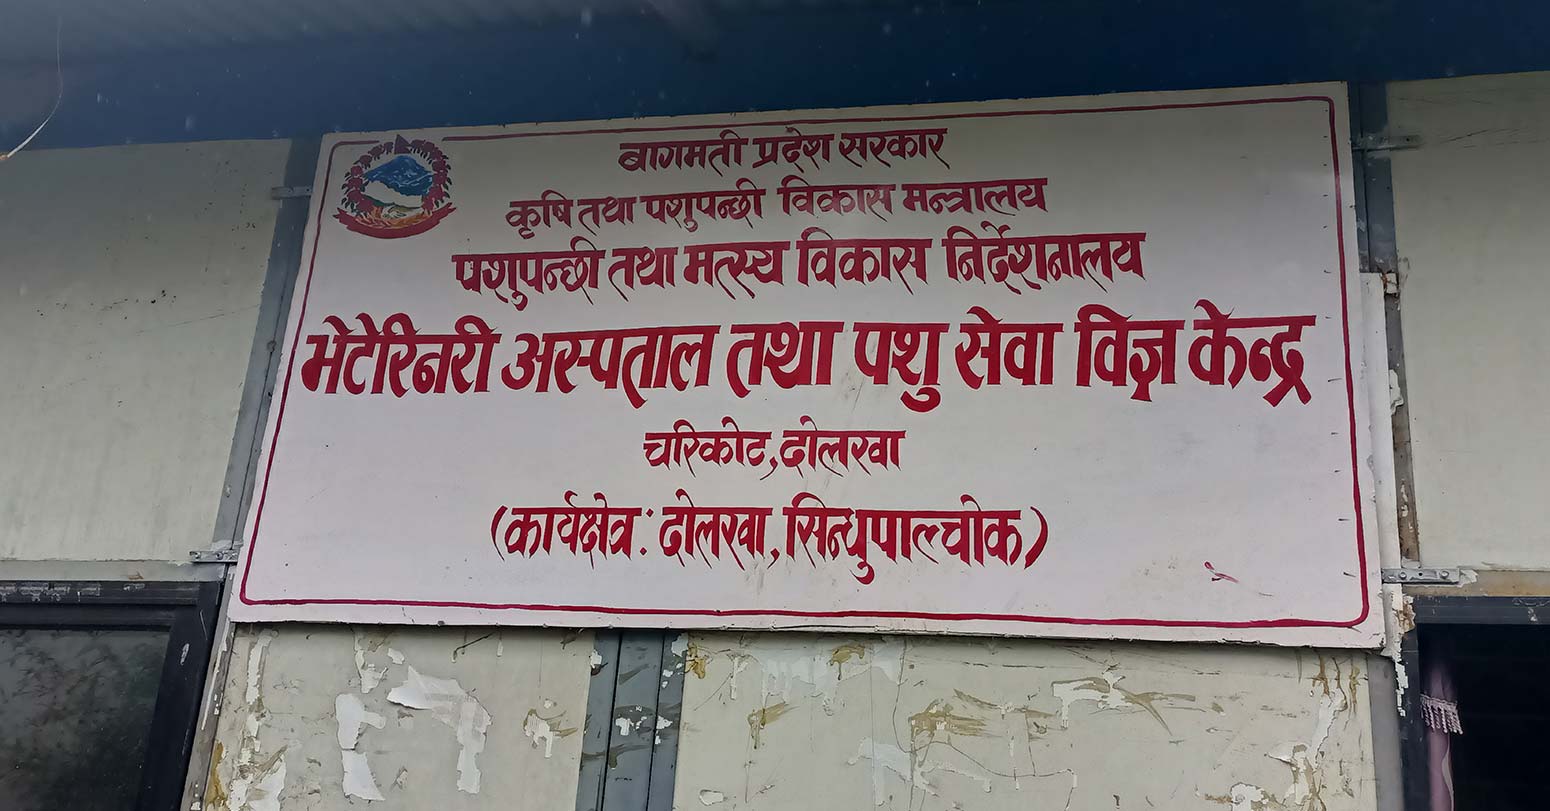 बागमती प्रदेश सरकार
कृषि तथा पशुपन्छी विकास मन्त्रालय
पशुपन्छी तथा मत्स्य विकास निर्देशनालय
भेटेरिनरी अस्पताल तथा पशु सेवा विज्ञ केन्द्र
चरिकोट, दोलखा
(कार्यक्षेत्र: दोलखा, सिन्धुपाल्चोक)